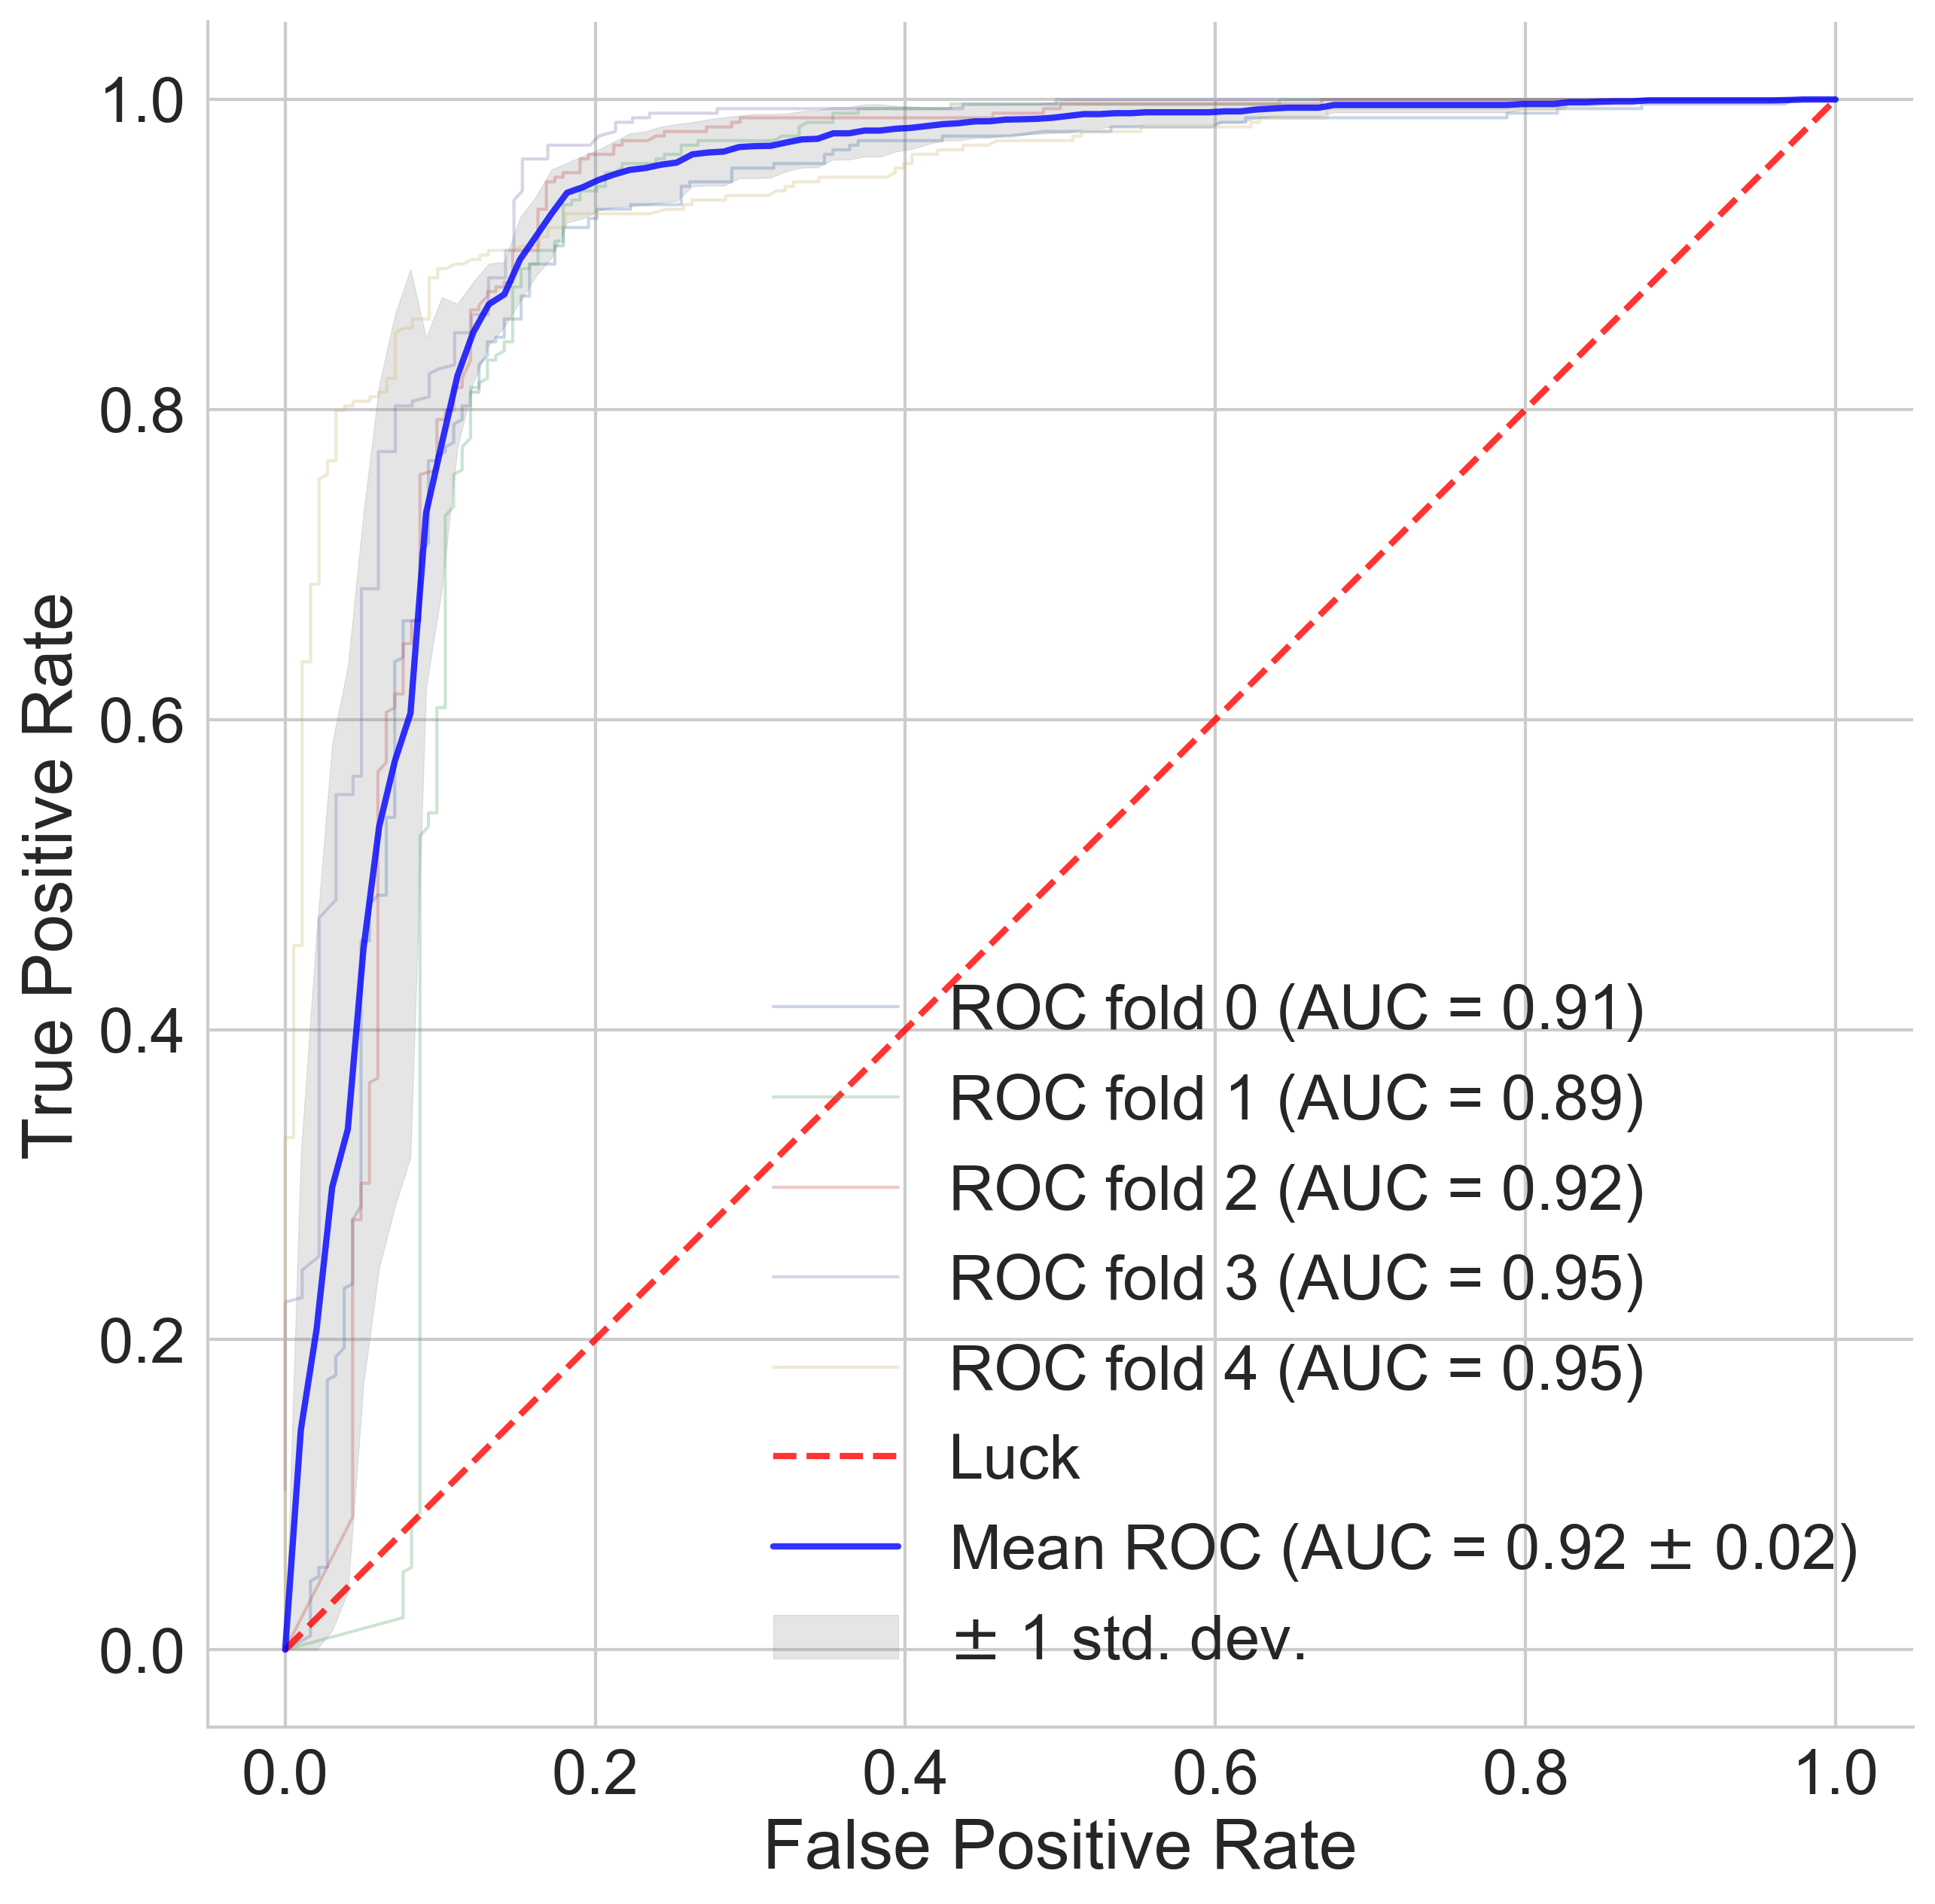 1.0
0.8
0.6
0.4
0.2
0.0
True Positive Rate
ROC fold 0 (AUC = 0.91)
ROC fold 1 (AUC = 0.89)
ROC fold 2 (AUC = 0.92)
ROC fold 3 (AUC = 0.95)
ROC fold 4 (AUC = 0.95)
Luck
Mean ROC (AUC = 0.92 ± 0.02)
± 1 std. dev.
0.0 0.2 0.4 0.6 0.8 1.0
False Positive Rate